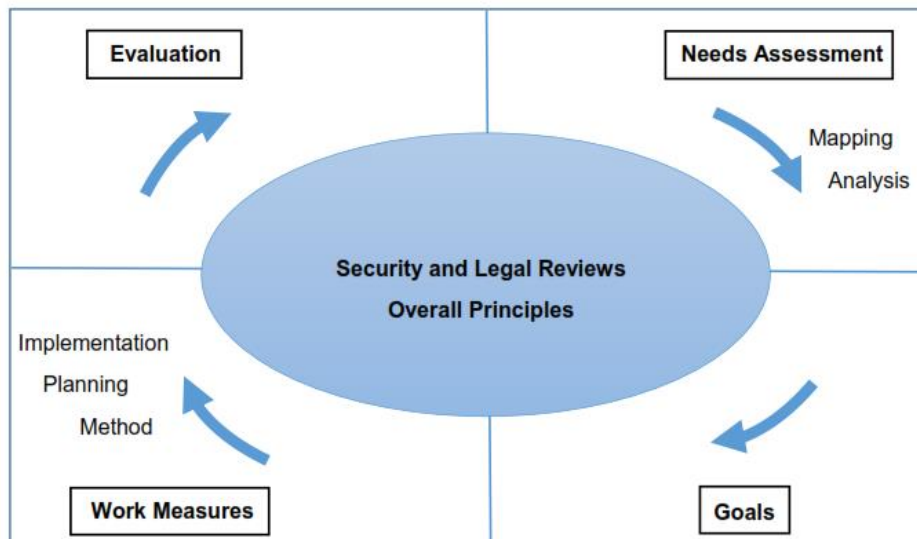 Evaluation
Needs Assessment
Mapping
Analysis
Security and Legal Reviews
Overall Principles
Implementation
Planning
Method
Work Measures
Goals